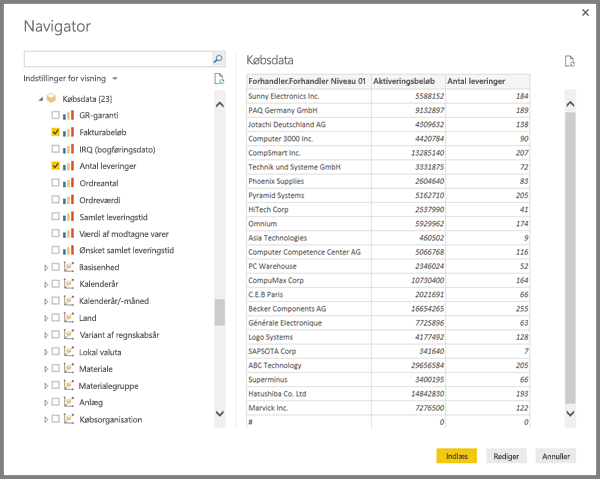 Navigator
Indstillinger for visning
Købsdata [23]
GR-garanti
Fakturabeløb
IRQ (bogføringsdato)
Antal leveringer
Ordreantal
Ordreværdi
Samlet leveringstid
Værdi af modtagne varer
Ønsket samlet leveringstid
Basisenhed
Kalenderår
Kalenderår/-måned
Land
Variant af regnskabsår
Lokal valuta
Materiale
Materialegruppe
Anlæg
Købsorganisation
Købsdata
Forhandler.Forhandler Niveau 01 Aktiveringsbeløb Antal leveringer
Sunny Electronics Inc. 5588152 184
PAQ Germany GmbH 9132897 189
Jotachi Deutschland AG 4309632 138
Computer 3000 Inc. 4420784 90
CompSmart Inc. 13285140 207
Technik und Systeme GmbH 3331875 72
Phoenix Supplies 2604640 83
Pyramid Systems 5162710 205
HiTech Corp 2537990 41
Omnium 5929962 174
Asia Technologies 460502 9
Computer Competence Center AG 5066768 116
PC Warehouse 2346024 52
CompuMax Corp 10730400 164
C.E.B Paris 2021691 66
Becker Components AG 16654265 255
Générale Electronique 7725896 63
Logo Systems 4177492 128
SAPSOTA Corp 341640 7
ABC Technology 29656584 205
Superminus 3400195 66
Hatushiba Co. Ltd 14842830 193
Marvick Inc. 7276500 122
# 0 0
Indlæs Rediger Annuller